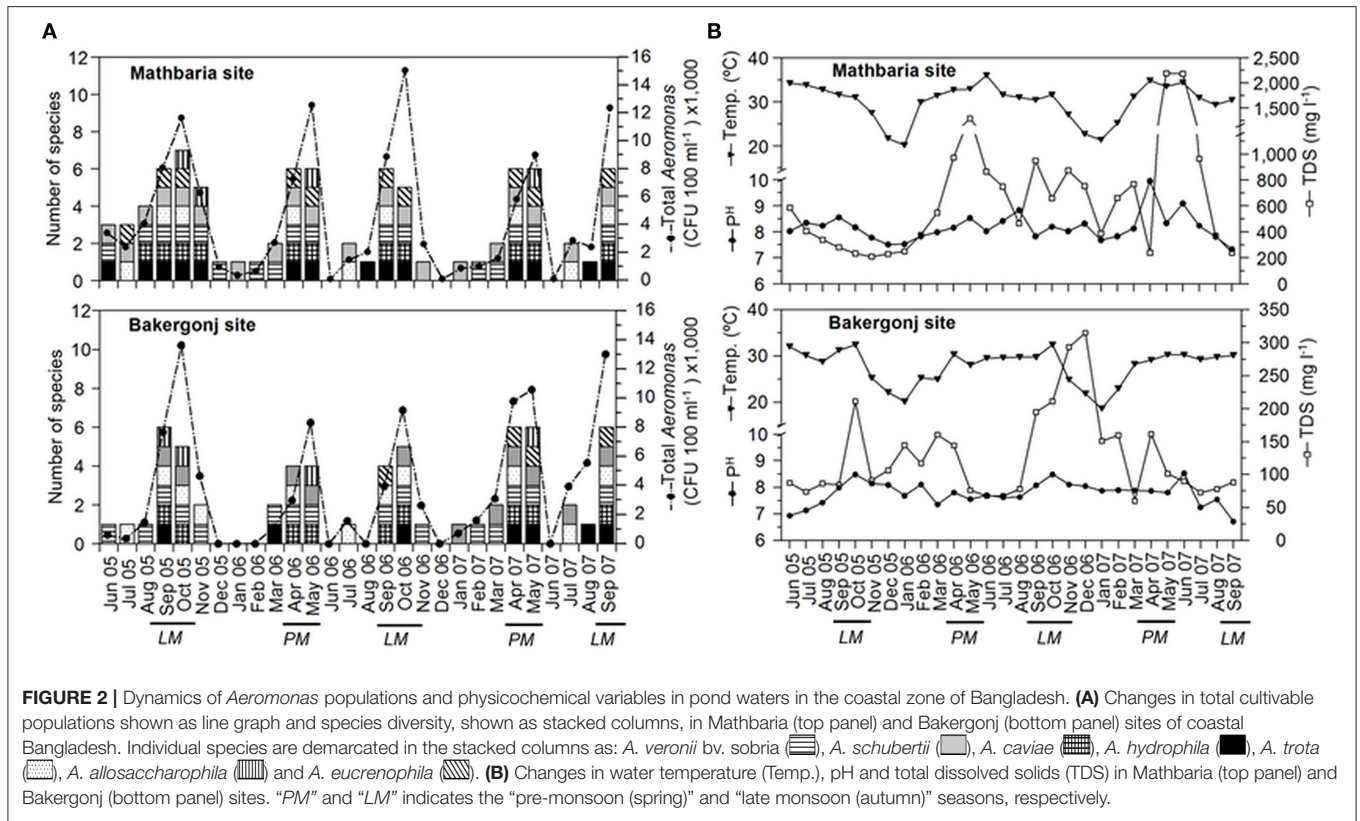 A
B
Mathbaria site
Number of species
12
10
8
6
4
2
0
16
14
12
10
8
6
4
2
0
--●--Total Aeromonas
(CFU 100 ml⁻¹) x1,000
Bakergonj site
Number of species
12
10
8
6
4
2
0
16
14
12
10
8
6
4
2
0
--●--Total Aeromonas
(CFU 100 ml⁻¹) x1,000
Jun 05
Jul 05
Aug 05
Sep 05
Oct 05
Nov 05
Dec 05
Jan 06
Feb 06
Mar 06
Apr 06
May 06
Jun 06
Jul 06
Aug 06
Sep 06
Oct 06
Nov 06
Dec 06
Jan 07
Feb 07
Mar 07
Apr 07
May 07
Jun 07
Jul 07
Aug 07
Sep 07
LM
PM
LM
PM
LM
Mathbaria site
Temp. (ºC)
40
30
20
pH
10
9
8
7
6
2,500
2,000
1,500
1,000
800
600
400
200
0
TDS (mg l⁻¹)
Bakergonj site
Temp. (ºC)
40
30
20
pH
10
9
8
7
6
350
300
250
200
150
100
50
0
TDS (mg l⁻¹)
Jun 05
Jul 05
Aug 05
Sep 05
Oct 05
Nov 05
Dec 05
Jan 06
Feb 06
Mar 06
Apr 06
May 06
Jun 06
Jul 06
Aug 06
Sep 06
Oct 06
Nov 06
Dec 06
Jan 07
Feb 07
Mar 07
Apr 07
May 07
Jun 07
Jul 07
Aug 07
Sep 07
LM
PM
LM
PM
LM
FIGURE 2 | Dynamics of Aeromonas populations and physicochemical variables in pond waters in the coastal zone of Bangladesh. (A) Changes in total cultivable
populations shown as line graph and species diversity, shown as stacked columns, in Mathbaria (top panel) and Bakergonj (bottom panel) sites of coastal
Bangladesh. Individual species are demarcated in the stacked columns as: A. veronii bv. sobria ( ), A. schubertii ( ), A. caviae ( ), A. hydrophila ( ), A. trota
( ), A. allosaccharophila ( ) and A. eucrenophila ( ). (B) Changes in water temperature (Temp.), pH and total dissolved solids (TDS) in Mathbaria (top panel) and
Bakergonj (bottom panel) sites. "PM" and "LM" indicates the "pre-monsoon (spring)" and "late monsoon (autumn)" seasons, respectively.